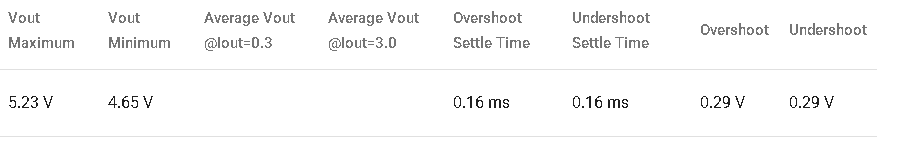 Vout Maximum
Vout Minimum
Average Vout @Iout=0.3
Average Vout @Iout=3.0
Overshoot Settle Time
Undershoot Settle Time
Overshoot
Undershoot
5.23 V
4.65 V
0.16 ms
0.16 ms
0.29 V
0.29 V